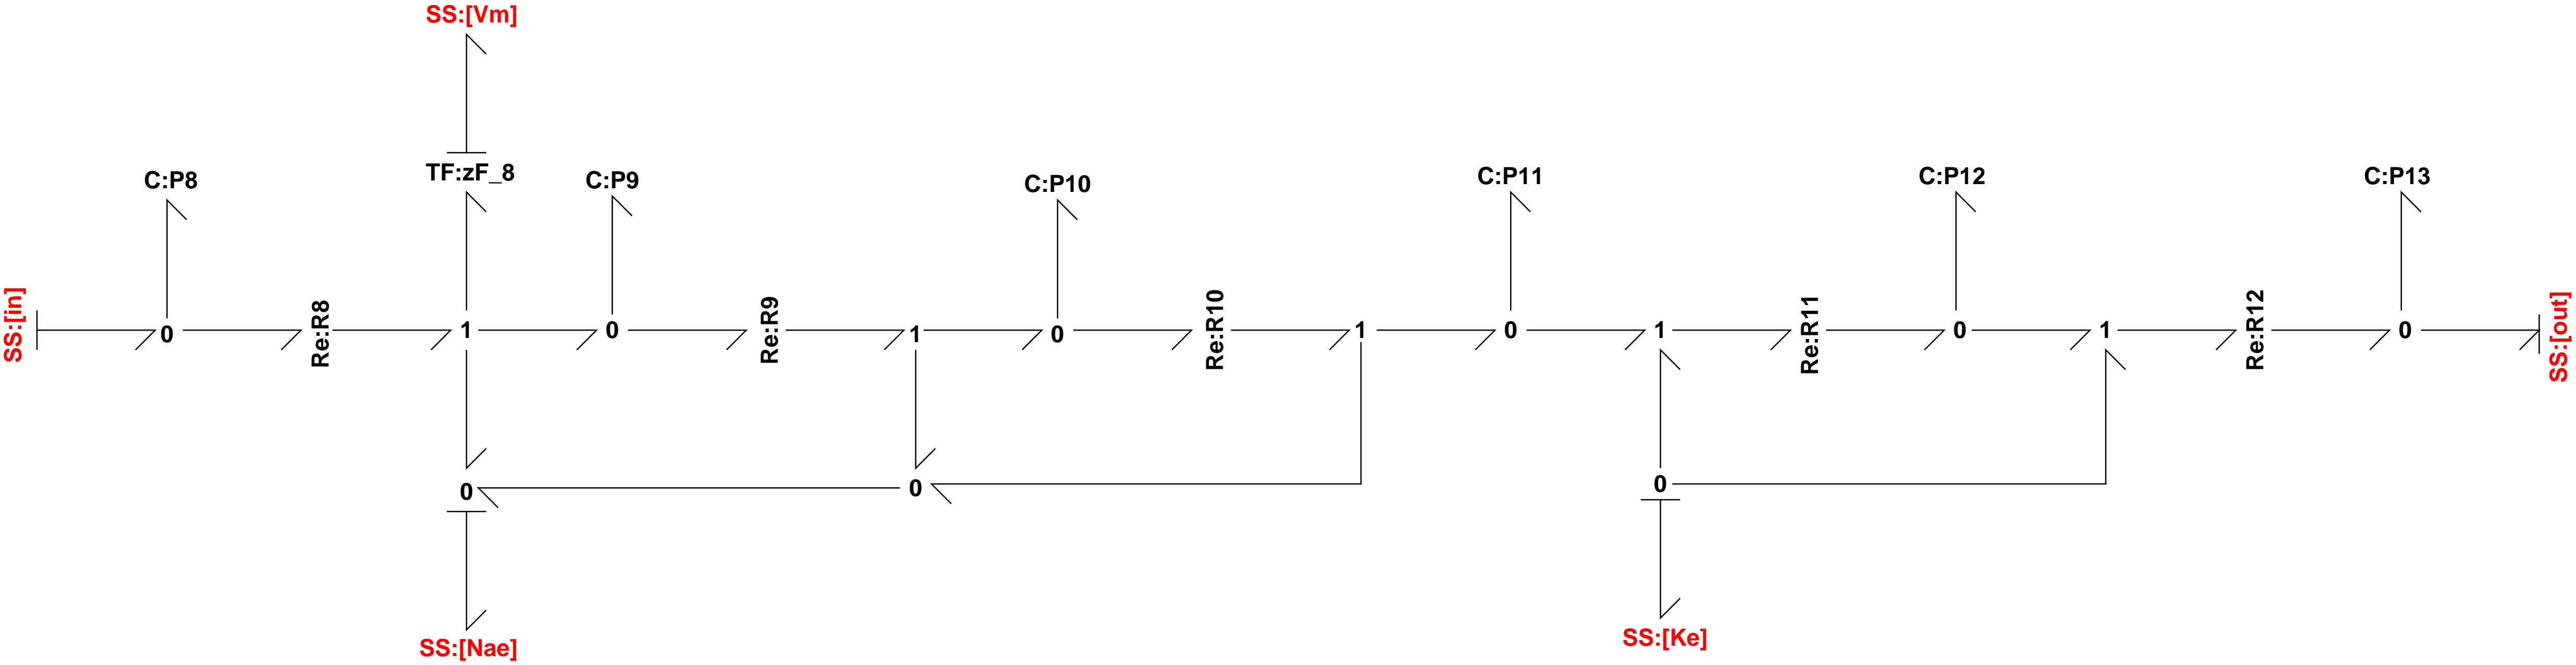 SS:[Vm]
TF:zF_8
C:P8
C:P9
C:P10
C:P11
C:P12
C:P13
SS:[in]
0
Re:R8
1
0
Re:R9
1
0
Re:R10
1
0
1
Re:R11
0
1
Re:R12
0
SS:[out]
0
0
0
SS:[Nae]
SS:[Ke]